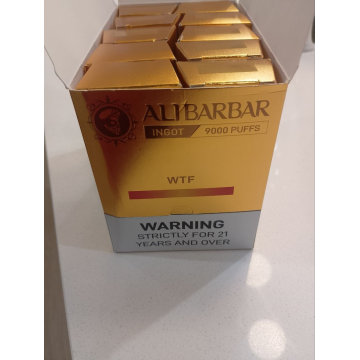 ALIBARBAR
INGOT 9000 PUFFS
WTF
WARNING
STRICTLY FOR 21
YEARS AND OVER